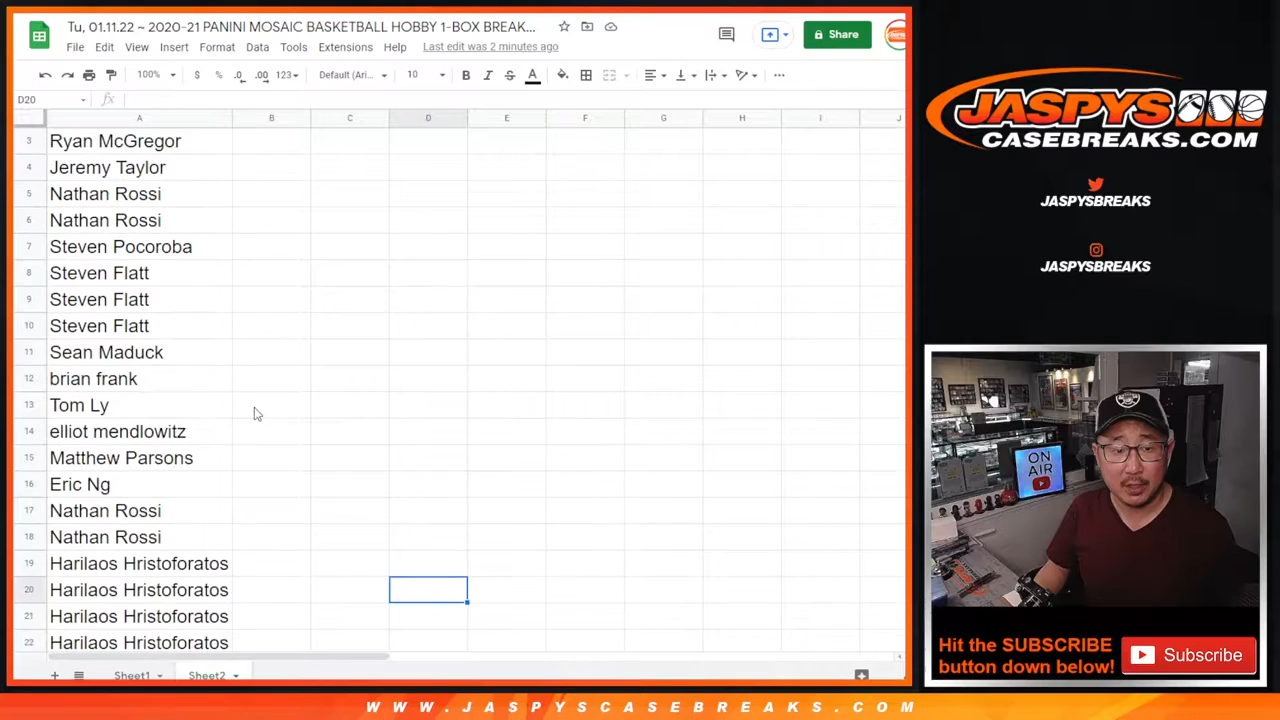 Tu, 01.11.22 ~ 2020-21 PANINI MOSAIC BASKETBALL HOBBY 1-BOX BREAK...
File Edit View Insert Format Data Tools Extensions Help Last edit was 2 minutes ago
Share
100% $ % .0 .00 123 Default (Ari... 10 B I S A
D20 fx
A B C D E F G H I J
3 Ryan McGregor
4 Jeremy Taylor
5 Nathan Rossi
6 Nathan Rossi
7 Steven Pocoroba
8 Steven Flatt
9 Steven Flatt
10 Steven Flatt
11 Sean Maduck
12 brian frank
13 Tom Ly
14 elliot mendlowitz
15 Matthew Parsons
16 Eric Ng
17 Nathan Rossi
18 Nathan Rossi
19 Harilaos Hristoforatos
20 Harilaos Hristoforatos
21 Harilaos Hristoforatos
22 Harilaos Hristoforatos
+ Sheet1 Sheet2
JASPYS
CASEBREAKS.COM
JASPYSBREAKS
JASPYSBREAKS
ON
AIR
Hit the SUBSCRIBE
button down below!
Subscribe
WWW.JASPYSCASEBREAKS.COM